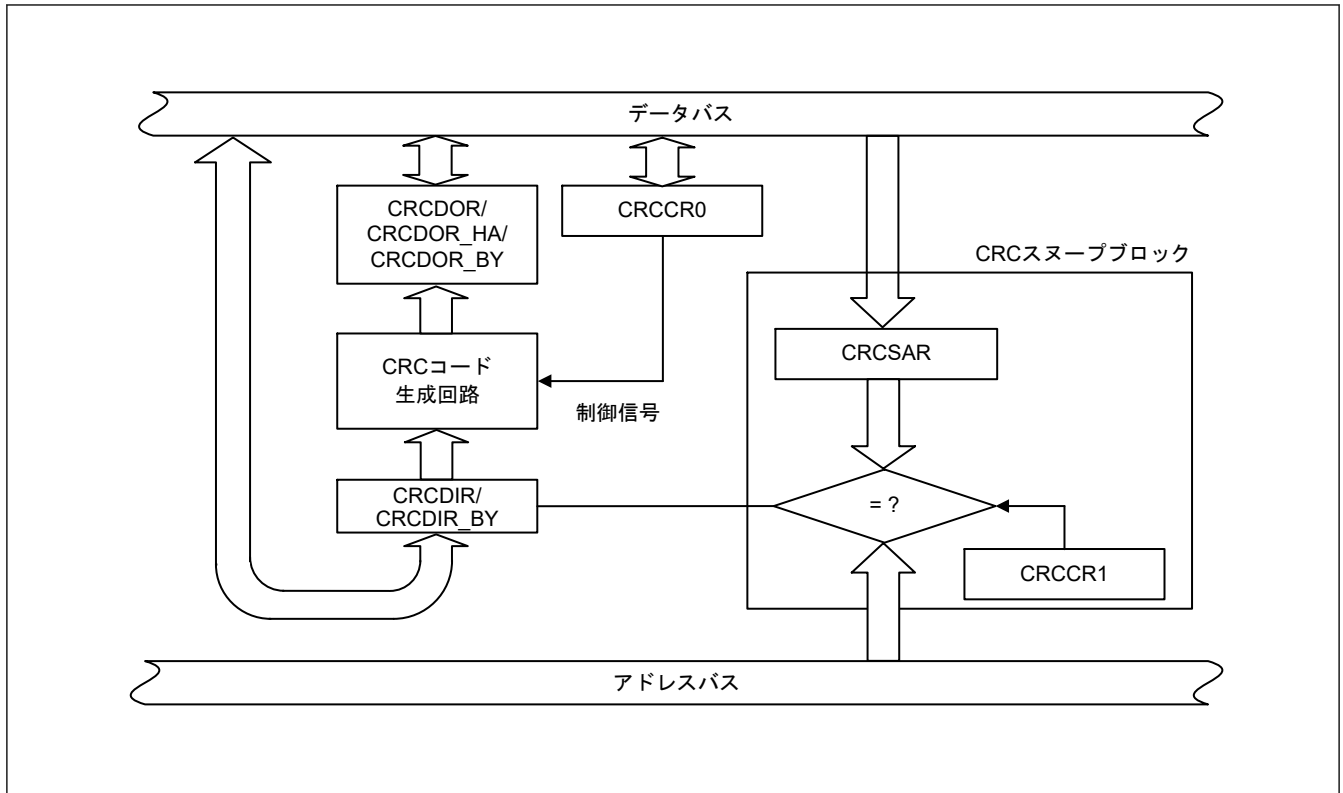 データバス
CRCDOR/
CRCDOR_HA/
CRCDOR_BY
CRCCR0
CRCスヌープブロック
CRCSAR
CRCコード
生成回路
制御信号
CRCDIR/
CRCDIR_BY
= ?
CRCCR1
アドレスバス